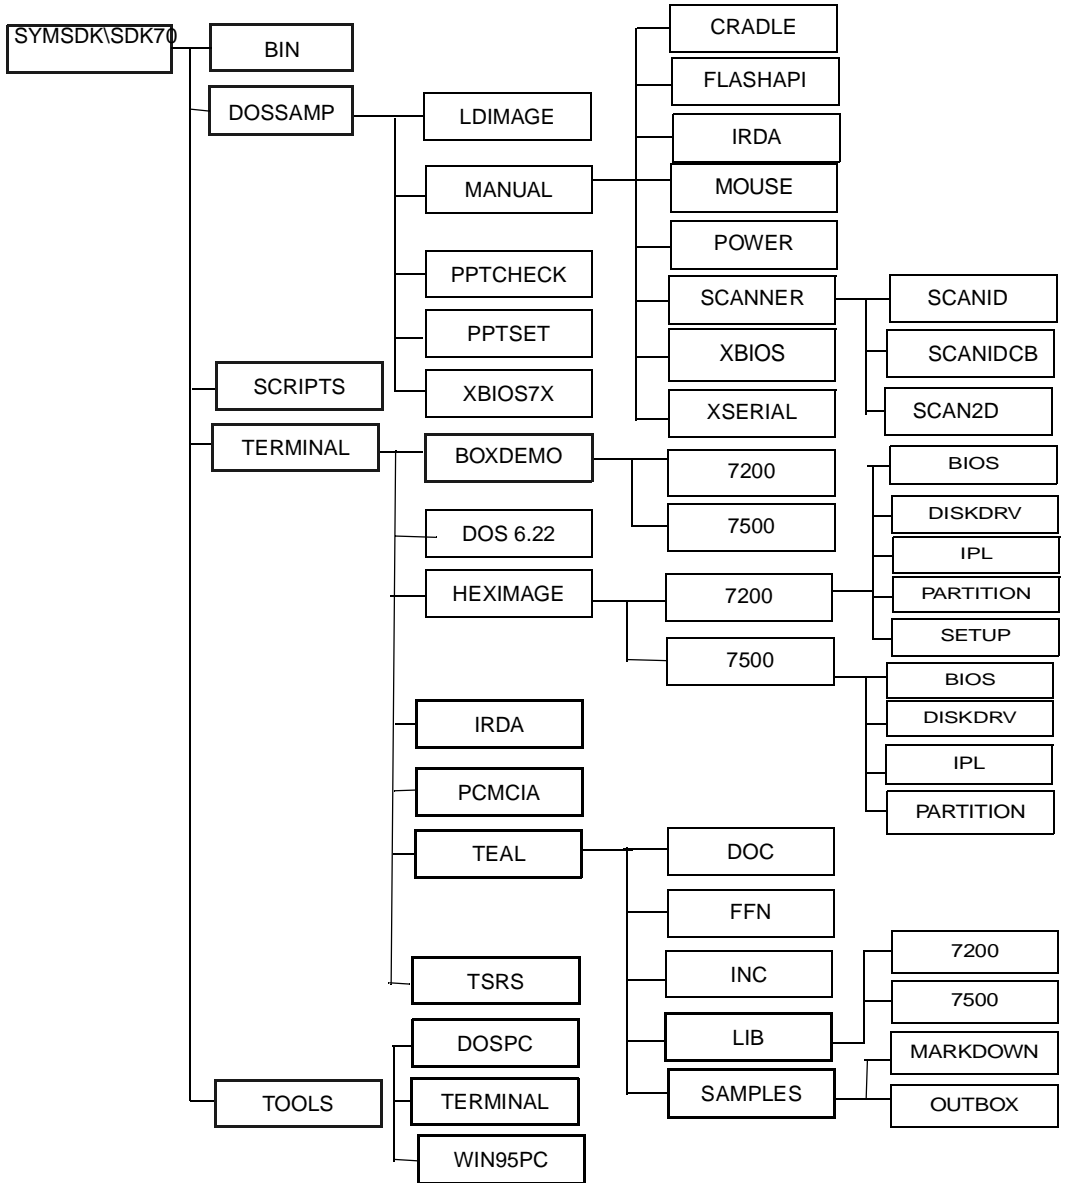 SYMSDK\SDK70
BIN
DOSSAMP
LDIMAGE
MANUAL
CRADLE
FLASHAPI
IRDA
MOUSE
POWER
SCANNER
SCANID
SCANIDCB
SCAN2D
XBIOS
XSERIAL
PPTCHECK
PPTSET
XBIOS7X
SCRIPTS
TERMINAL
BOXDEMO
7200
7500
DOS 6.22
HEXIMAGE
7200
BIOS
DISKDRV
IPL
PARTITION
SETUP
7500
BIOS
DISKDRV
IPL
PARTITION
IRDA
PCMCIA
TEAL
DOC
FFN
INC
LIB
7200
7500
SAMPLES
MARKDOWN
OUTBOX
TSRS
TOOLS
DOSPC
TERMINAL
WIN95PC